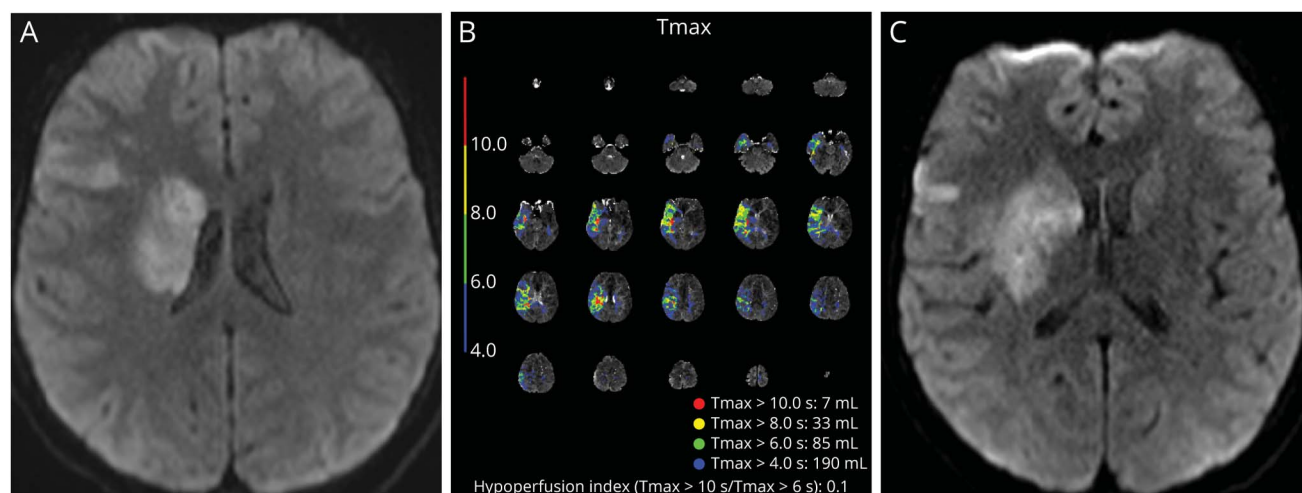 A
B
Tmax
C
10.0
8.0
6.0
4.0
Tmax > 10.0 s: 7 mL
Tmax > 8.0 s: 33 mL
Tmax > 6.0 s: 85 mL
Tmax > 4.0 s: 190 mL
Hypoperfusion index (Tmax > 10 s/Tmax > 6 s): 0.1